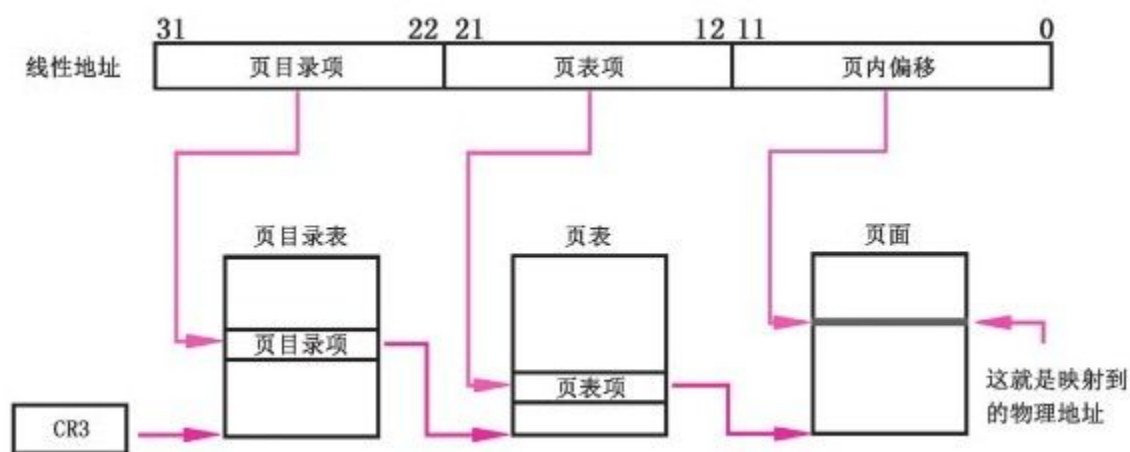 31 22 21 12 11 0
线性地址 页目录项 页表项 页内偏移
页目录表 页表 页面
页目录项
页表项
这就是映射到
的物理地址
CR3